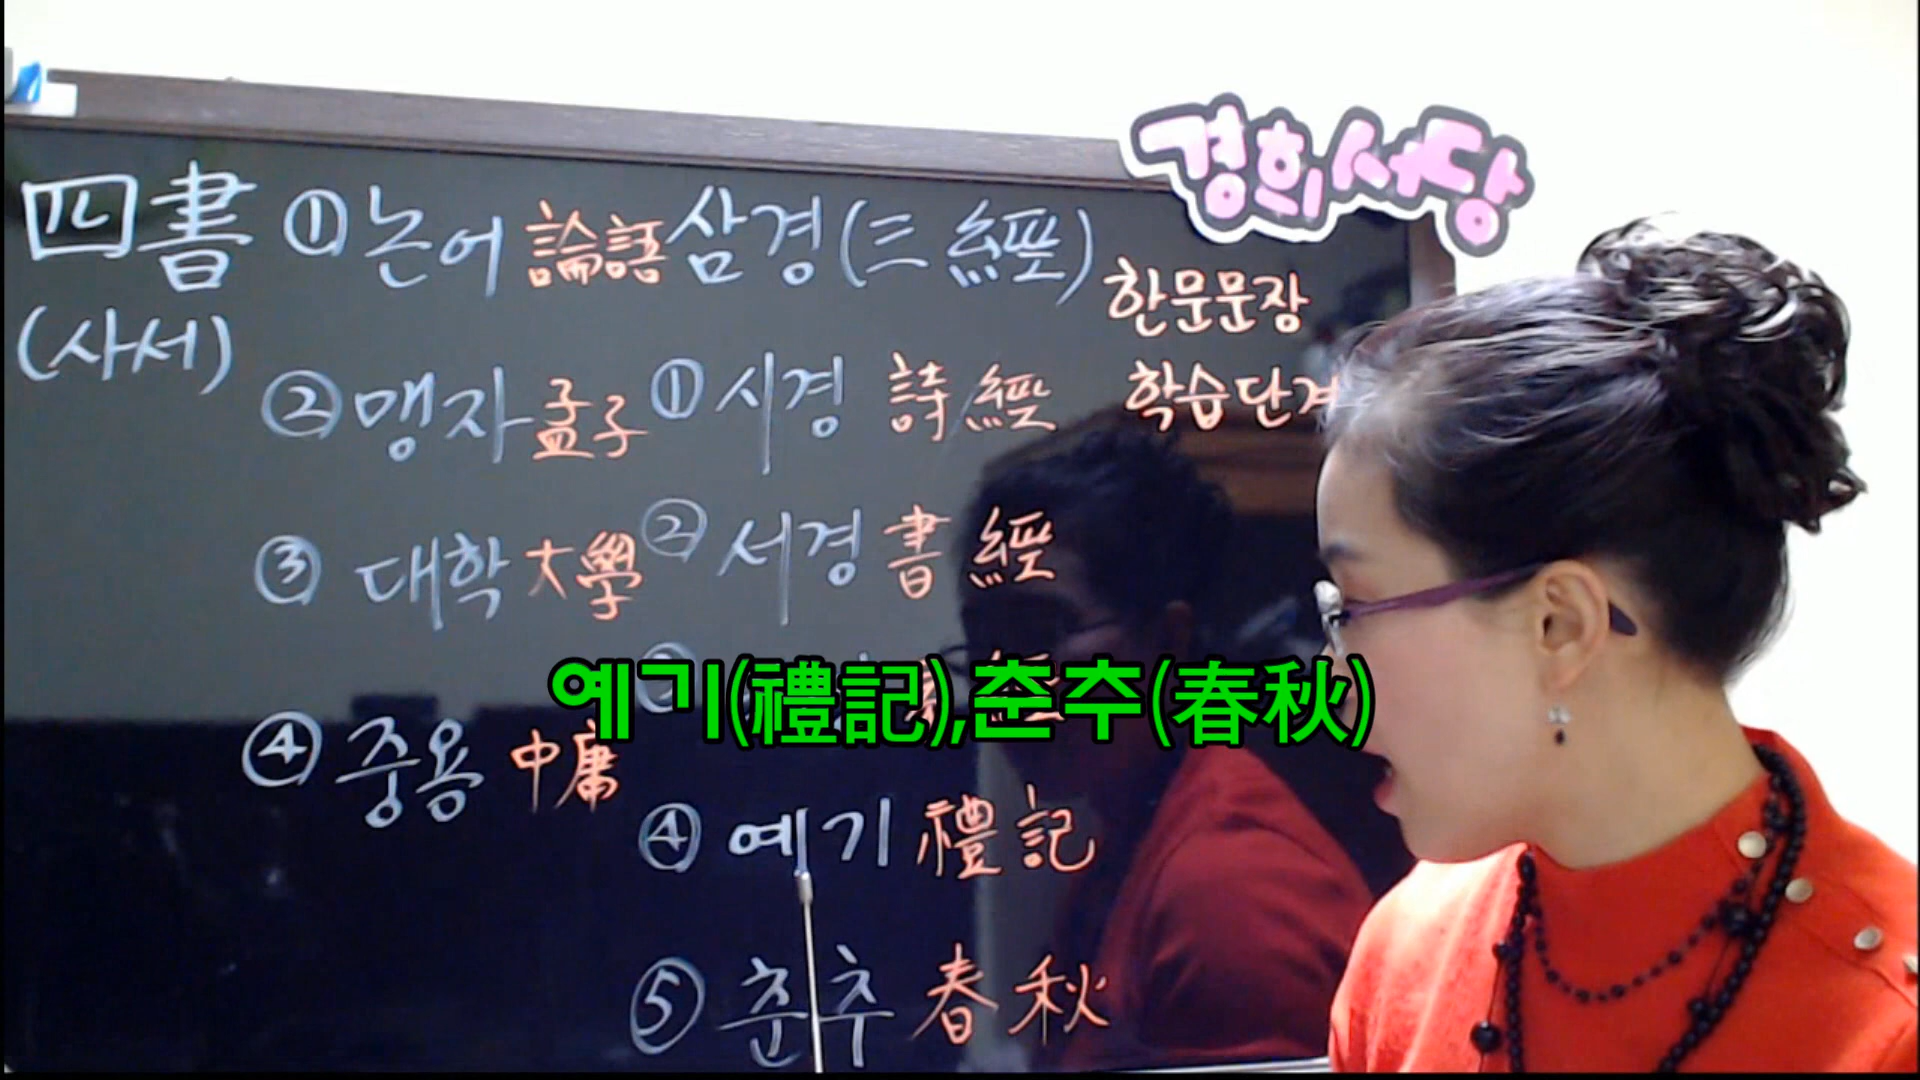 경희서당
四書 ①논어 論語 삼경(三經)
(사서)
한문문장
학습단계
②맹자 孟子 ①시경 詩經
③대학 大學 ②서경 書經
④중용 中庸
예기(禮記),춘추(春秋)
④예기 禮記
⑤춘추 春秋